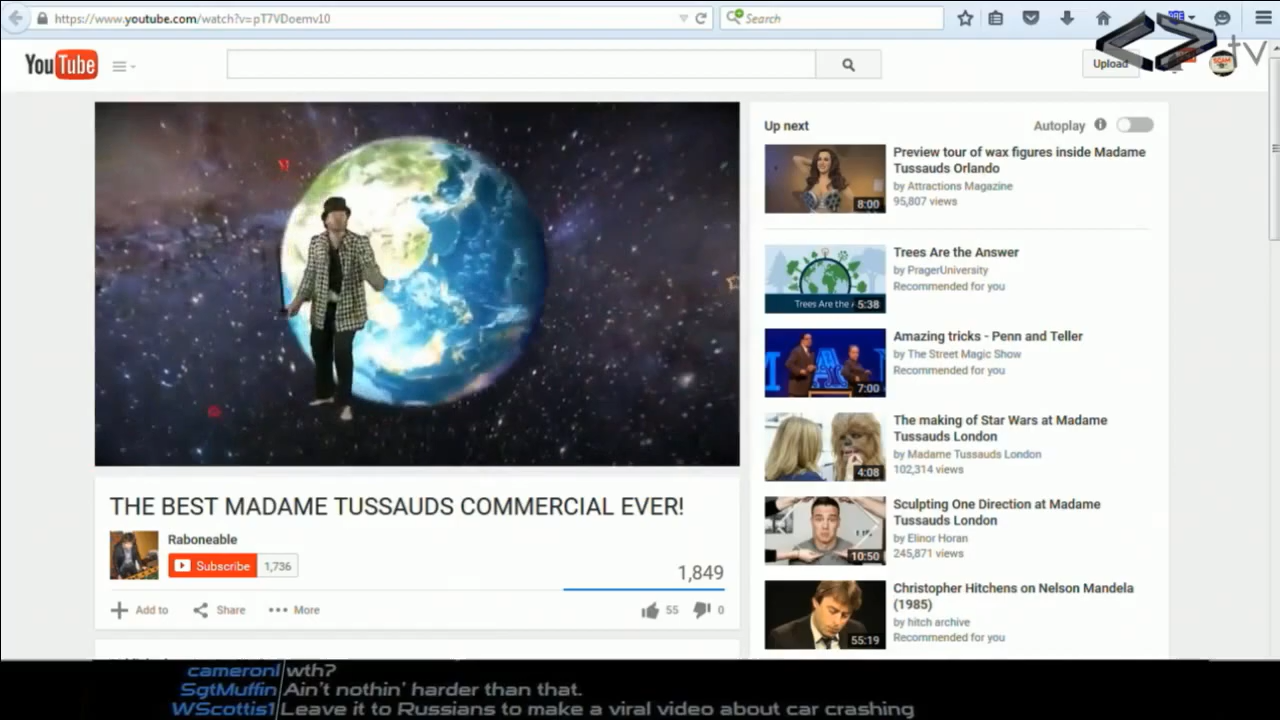 https://www.youtube.com/watch?v=pT7VDoemv10
Search
tv
YouTube
Upload
Up next
Autoplay
Preview tour of wax figures inside Madame
Tussauds Orlando
by Attractions Magazine
95,807 views
8:00
Trees Are the Answer
by PragerUniversity
Recommended for you
Trees Are the
5:38
Amazing tricks - Penn and Teller
by The Street Magic Show
Recommended for you
7:00
The making of Star Wars at Madame
Tussauds London
by Madame Tussauds London
102,314 views
4:08
Sculpting One Direction at Madame
Tussauds London
by Elinor Horan
245,871 views
10:50
Christopher Hitchens on Nelson Mandela
(1985)
by hitch archive
Recommended for you
55:19
THE BEST MADAME TUSSAUDS COMMERCIAL EVER!
Raboneable
Subscribe 1,736
1,849
Add to Share More 55 0
cameronl wth?
SgtMuffin Ain't nothin' harder than that.
WScottis1 Leave it to Russians to make a viral video about car crashing